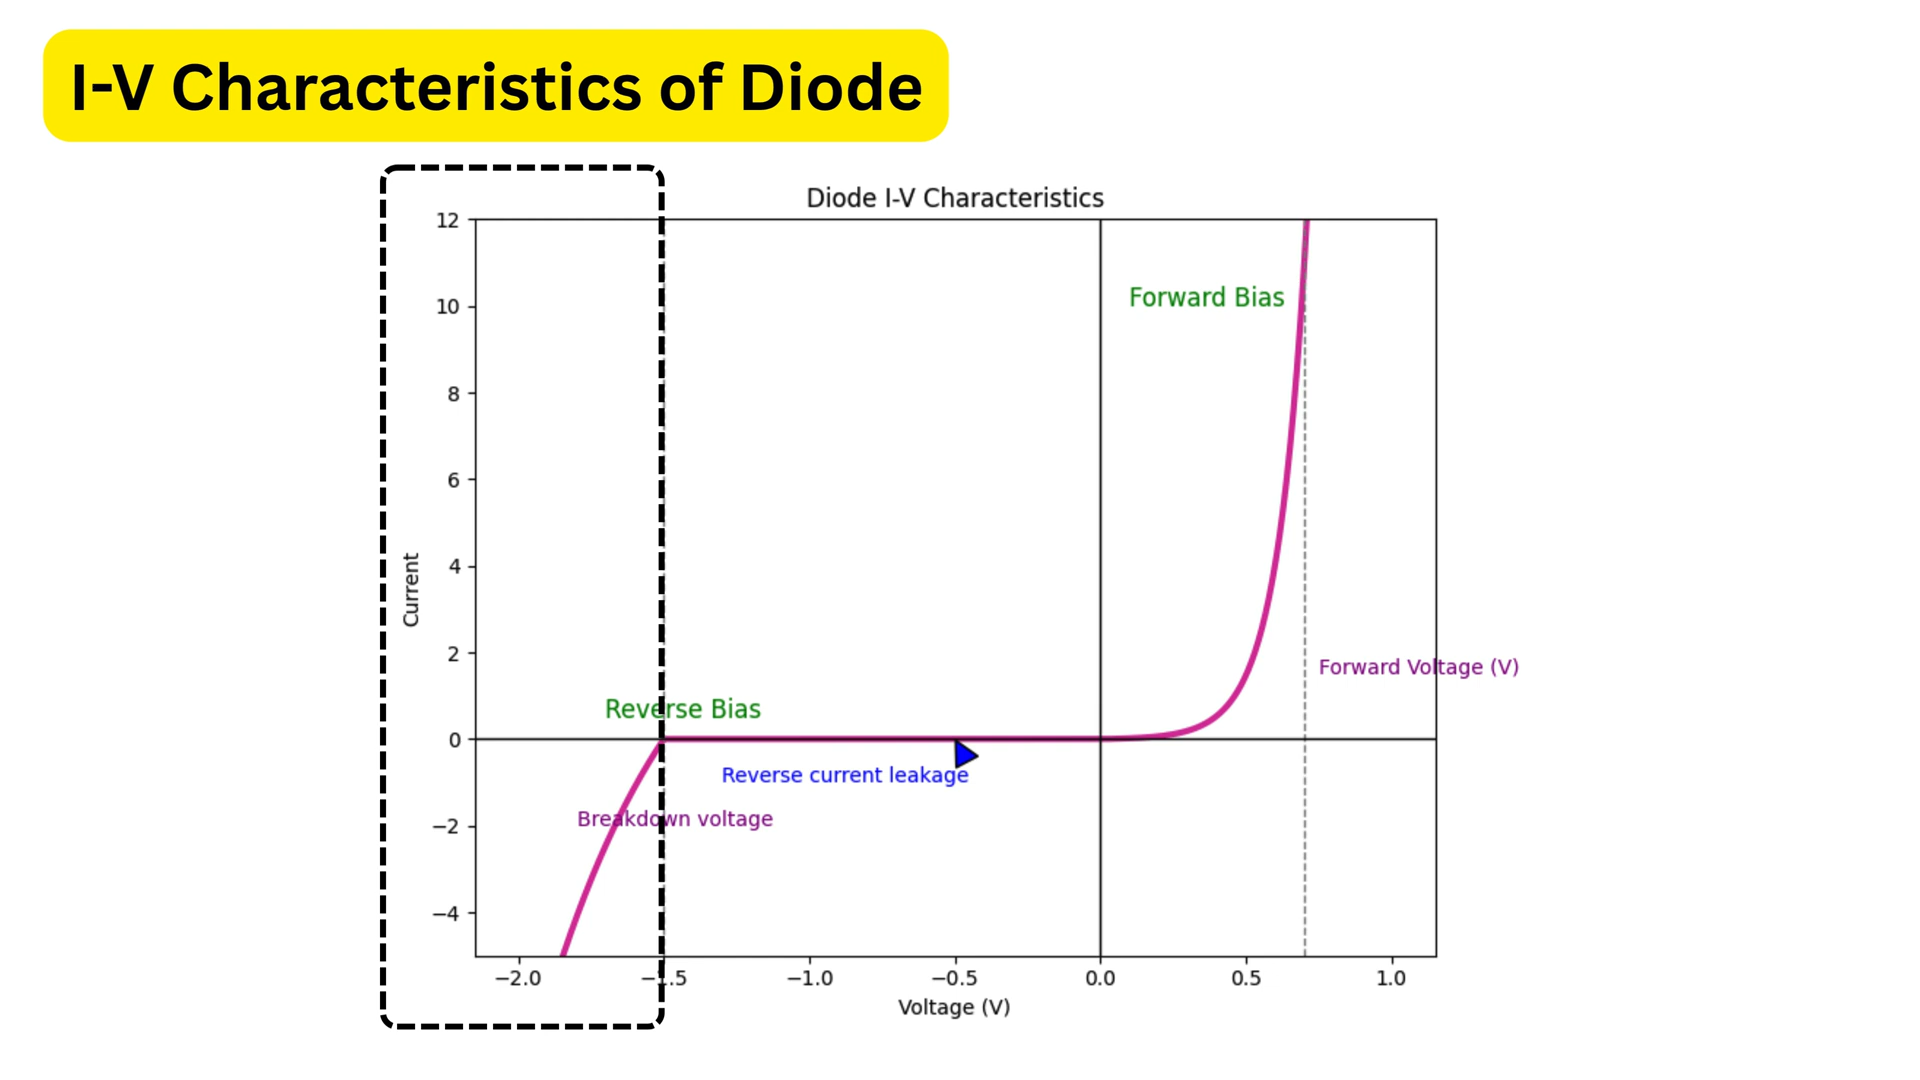 I-V Characteristics of Diode
Diode I-V Characteristics
12
10
8
6
4
2
0
−2
−4
Current
Forward Bias
Forward Voltage (V)
Reverse Bias
Reverse current leakage
Breakdown voltage
−2.0 −1.5 −1.0 −0.5 0.0 0.5 1.0
Voltage (V)